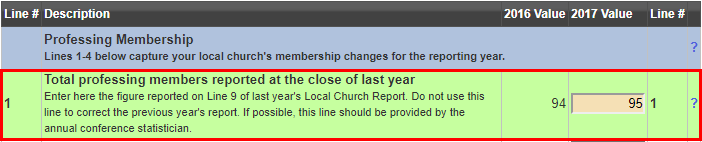 Line # Description 2016 Value 2017 Value Line #
Professing Membership
Lines 1-4 below capture your local church's membership changes for the reporting year. ?
Total professing members reported at the close of last year
Enter here the figure reported on Line 9 of last year's Local Church Report. Do not use
1 this line to correct the previous year's report. If possible, this line should be provided by the 94 95 1 ?
annual conference statistician.